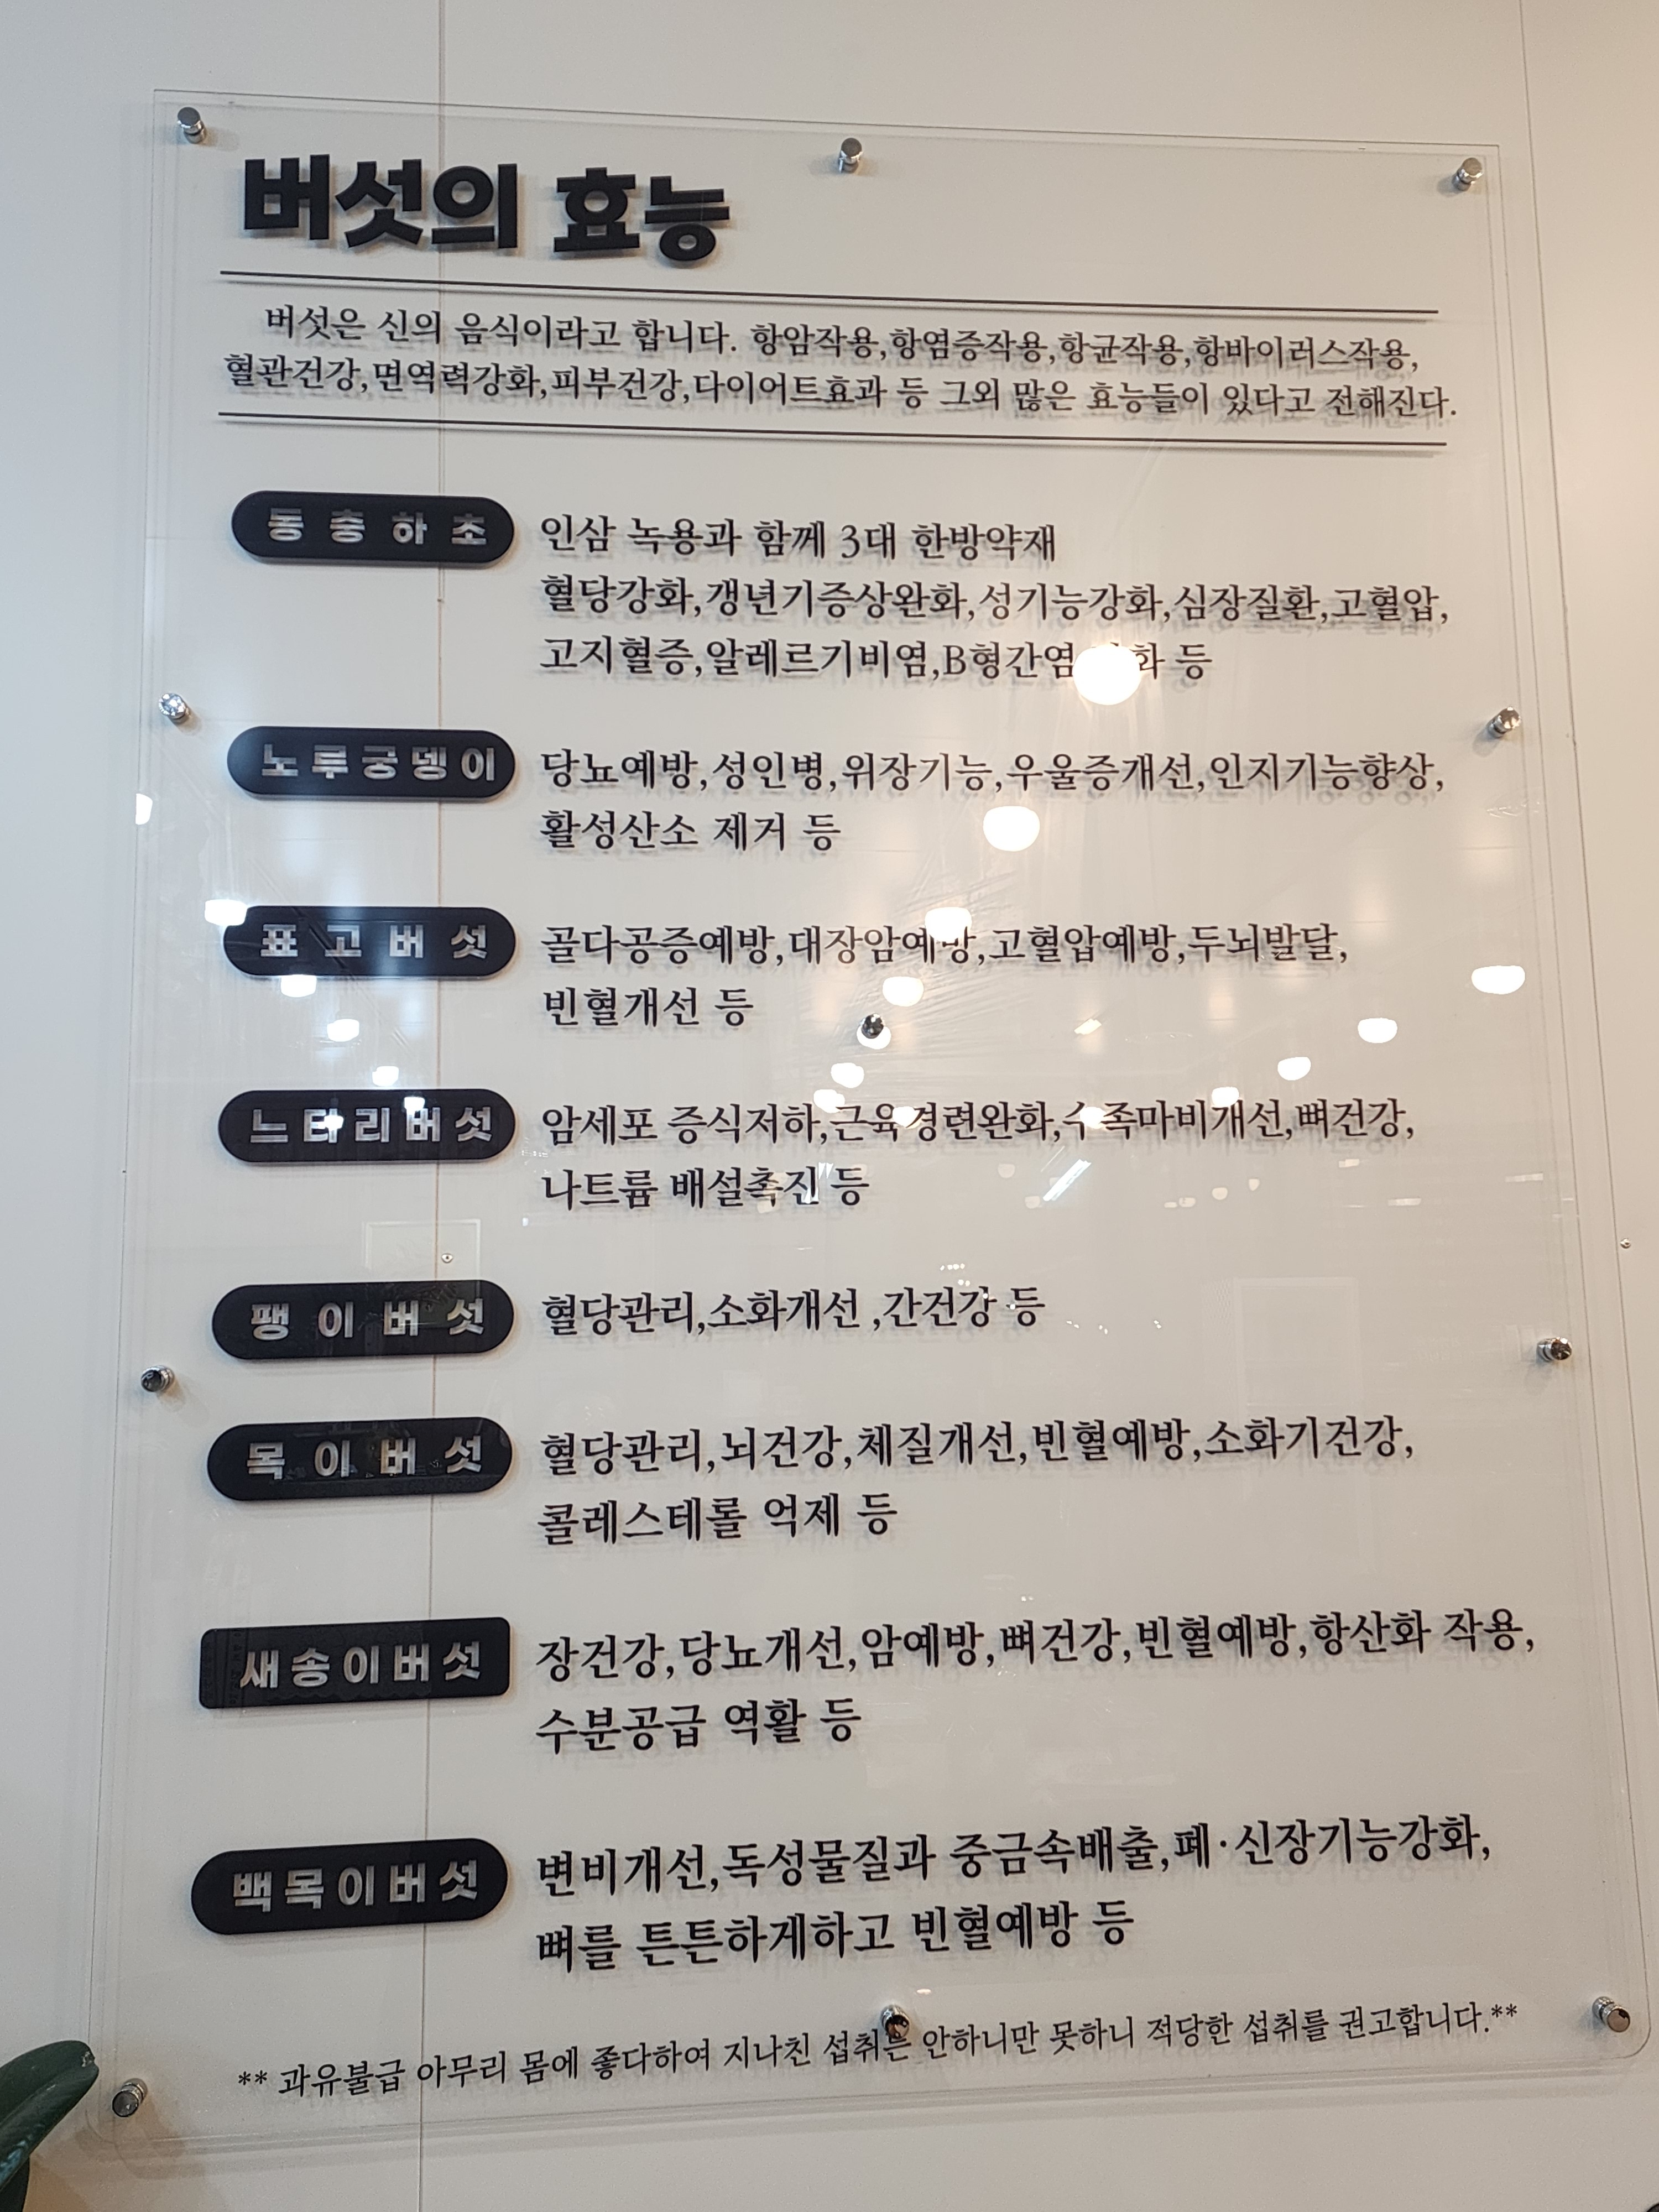 버섯의 효능
버섯은 신의 음식이라고 합니다. 항암작용,항염증작용,항균작용,항바이러스작용,
혈관건강,면역력강화,피부건강,다이어트효과 등 그외 많은 효능들이 있다고 전해진다.
동충하초
인삼 녹용과 함께 3대 한방약재
혈당강화,갱년기증상완화,성기능강화,심장질환,고혈압,
고지혈증,알레르기비염,B형간염 등
노루궁뎅이
당뇨예방,성인병,위장기능,우울증개선,인지기능향상,
활성산소 제거 등
표고버섯
골다공증예방,대장암예방,고혈압예방,두뇌발달,
빈혈개선 등
느타리버섯
암세포 증식저하,근육경련완화,수족마비개선,뼈건강,
나트륨 배설촉진 등
팽이버섯
혈당관리,소화개선 ,간건강 등
목이버섯
혈당관리,뇌건강,체질개선,빈혈예방,소화기건강,
콜레스테롤 억제 등
새송이버섯
장건강,당뇨개선,암예방,뼈건강,빈혈예방,항산화 작용,
수분공급 역활 등
백목이버섯
변비개선,독성물질과 중금속배출,폐·신장기능강화,
뼈를 튼튼하게하고 빈혈예방 등
** 과유불급 아무리 몸에 좋다하여 지나친 섭취은 안하니만 못하니 적당한 섭취를 권고합니다.**